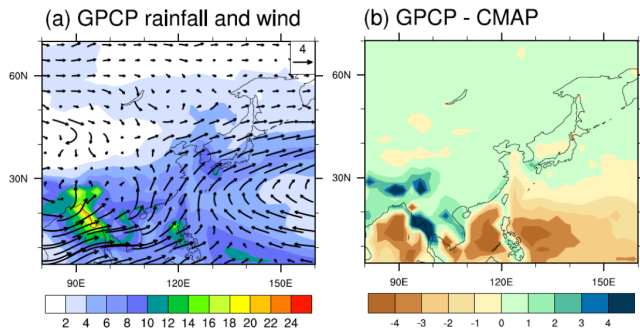 (a) GPCP rainfall and wind
4
60N
30N
90E 120E 150E
2 4 6 8 10 12 14 16 18 20 22 24
(b) GPCP - CMAP
60N
30N
90E 120E 150E
-4 -3 -2 -1 0 1 2 3 4